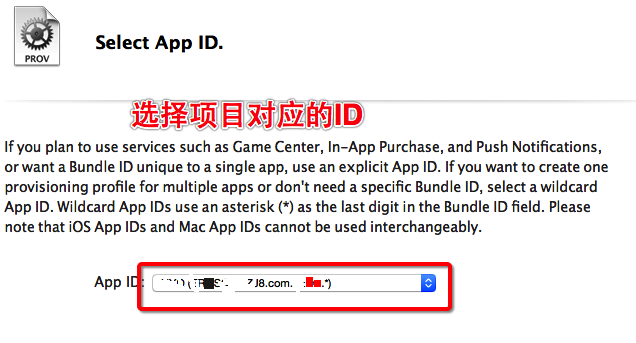 PROV
Select App ID.
选择项目对应的ID
If you plan to use services such as Game Center, In-App Purchase, and Push Notifications,
or want a Bundle ID unique to a single app, use an explicit App ID. If you want to create one
provisioning profile for multiple apps or don't need a specific Bundle ID, select a wildcard
App ID. Wildcard App IDs use an asterisk (*) as the last digit in the Bundle ID field. Please
note that iOS App IDs and Mac App IDs cannot be used interchangeably.
App ID: ZJ8.com. .*)